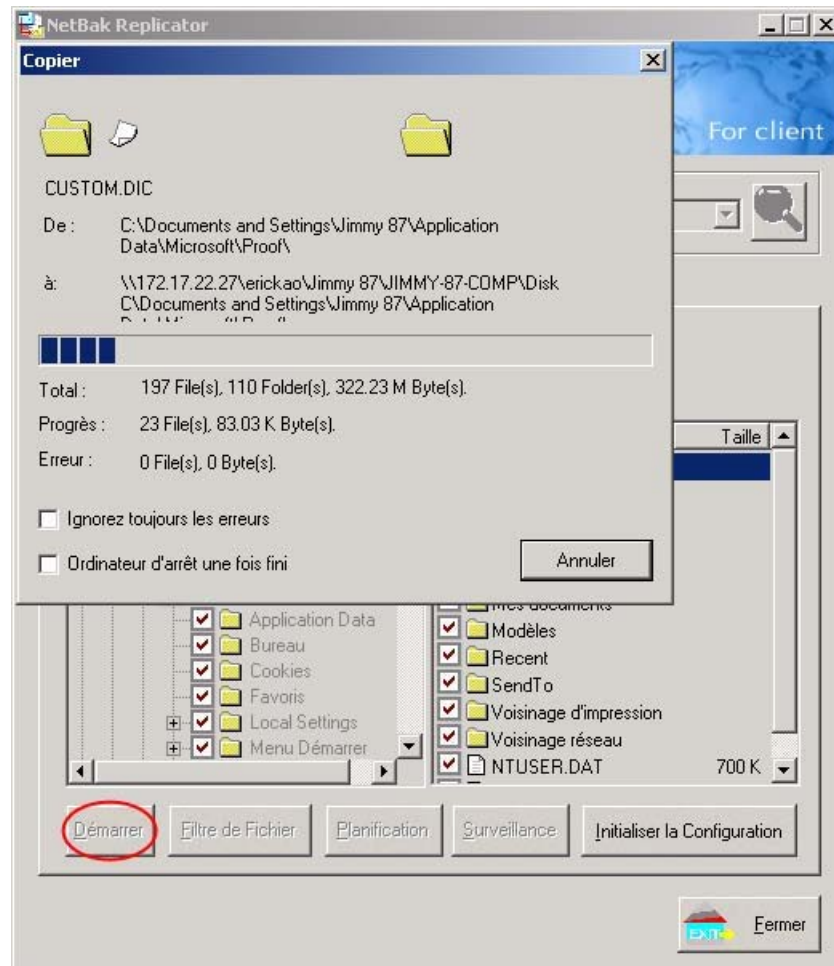 NetBak Replicator
Copier
For client
CUSTOM.DIC
De : C:\Documents and Settings\Jimmy 87\Application
Data\Microsoft\Proof\
à: \\172.17.22.27\erickao\Jimmy 87\JIMMY-87-COMP\Disk
C\Documents and Settings\Jimmy 87\Application
Total : 197 File(s), 110 Folder(s), 322.23 M Byte(s).
Progrès : 23 File(s), 83.03 K Byte(s).
Erreur : 0 File(s), 0 Byte(s).
Taille
Ignorez toujours les erreurs
Ordinateur d'arrêt une fois fini
Annuler
Mes documents
Application Data
Bureau
Cookies
Favoris
Local Settings
Menu Démarrer
Modèles
Recent
SendTo
Voisinage d'impression
Voisinage réseau
NTUSER.DAT 700 K
Démarrer
Filtre de Fichier
Planification
Surveillance
Initialiser la Configuration
EXIT
Fermer